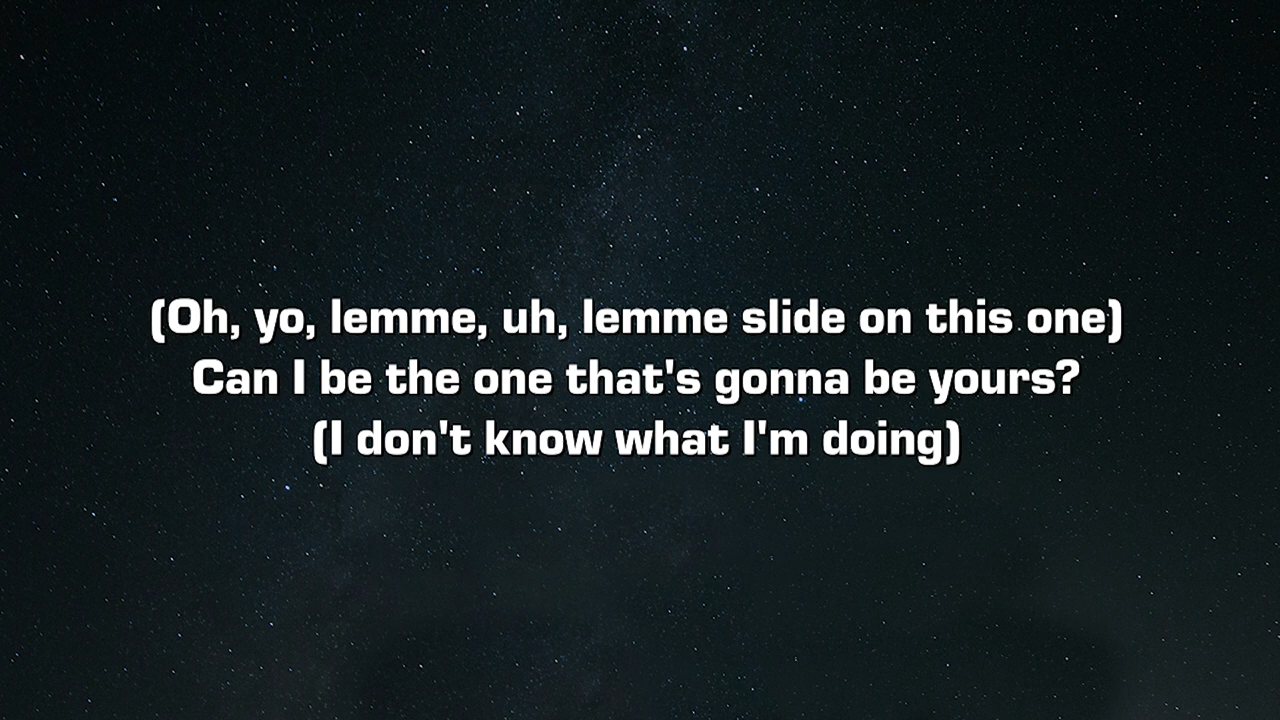 (Oh, yo, lemme, uh, lemme slide on this one)
Can I be the one that's gonna be yours?
(I don't know what I'm doing)